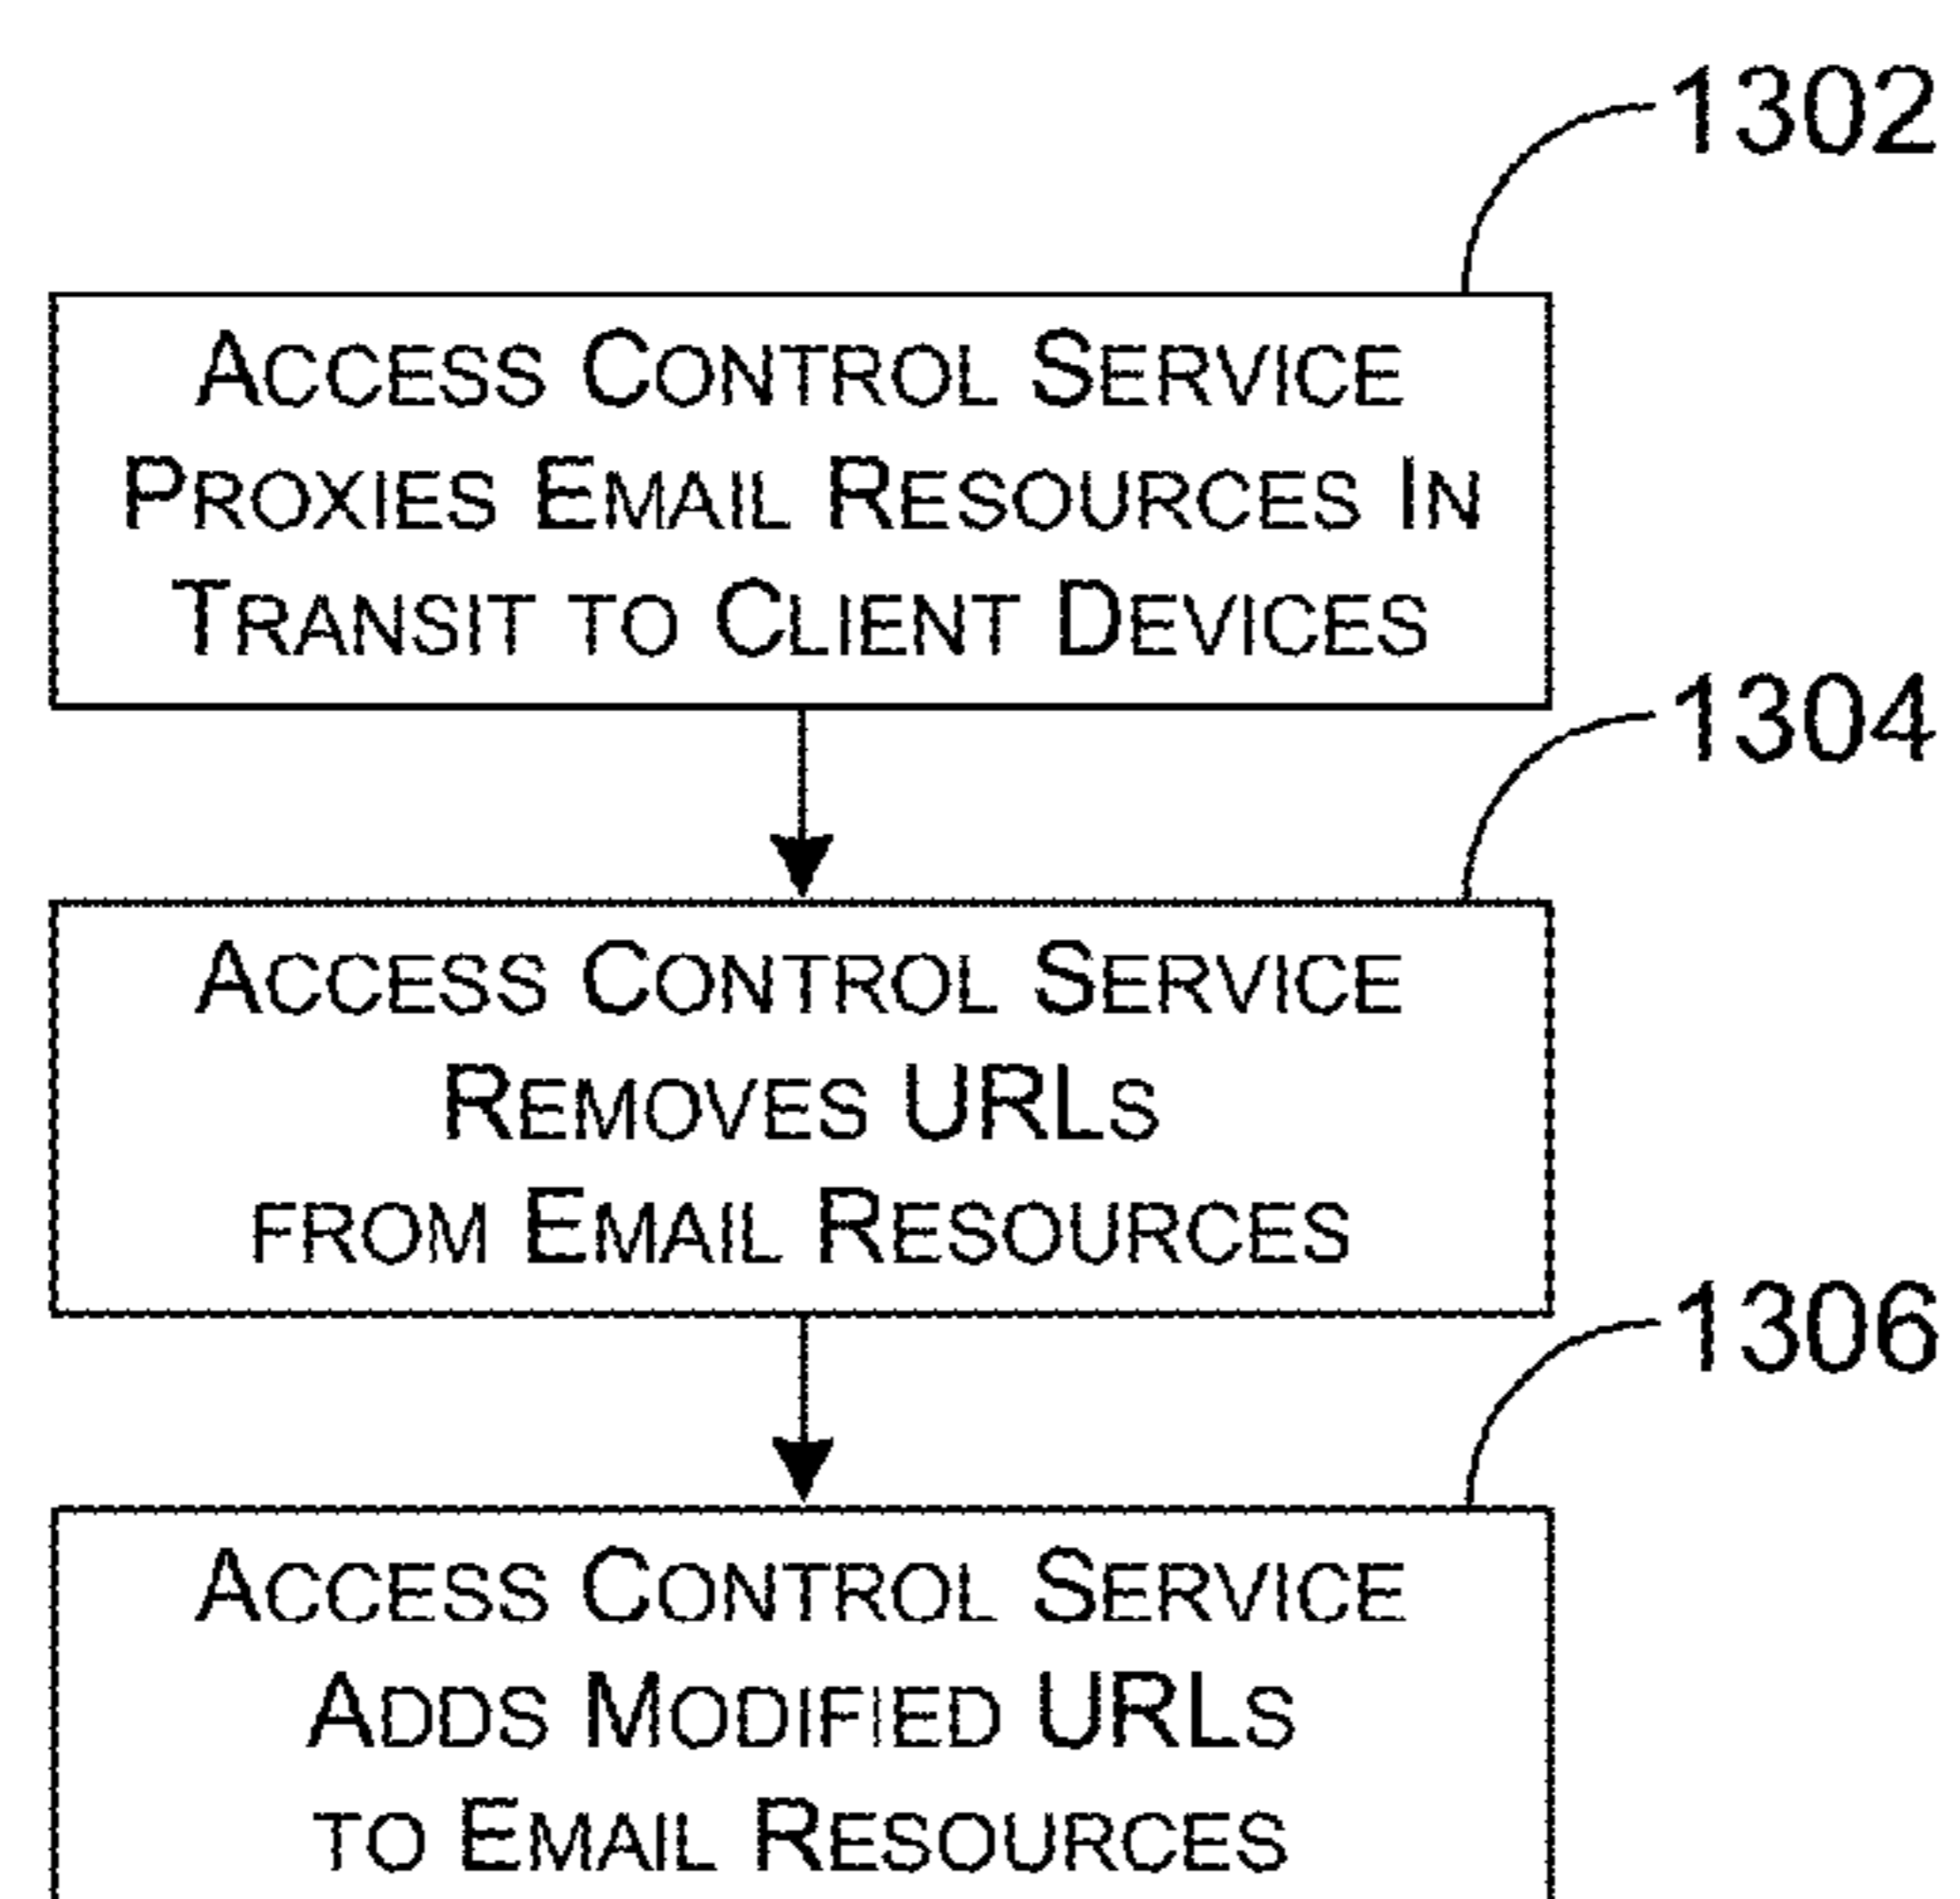 1302
ACCESS CONTROL SERVICE
PROXIES EMAIL RESOURCES IN
TRANSIT TO CLIENT DEVICES
1304
ACCESS CONTROL SERVICE
REMOVES URLS
FROM EMAIL RESOURCES
1306
ACCESS CONTROL SERVICE
ADDS MODIFIED URLS
TO EMAIL RESOURCES